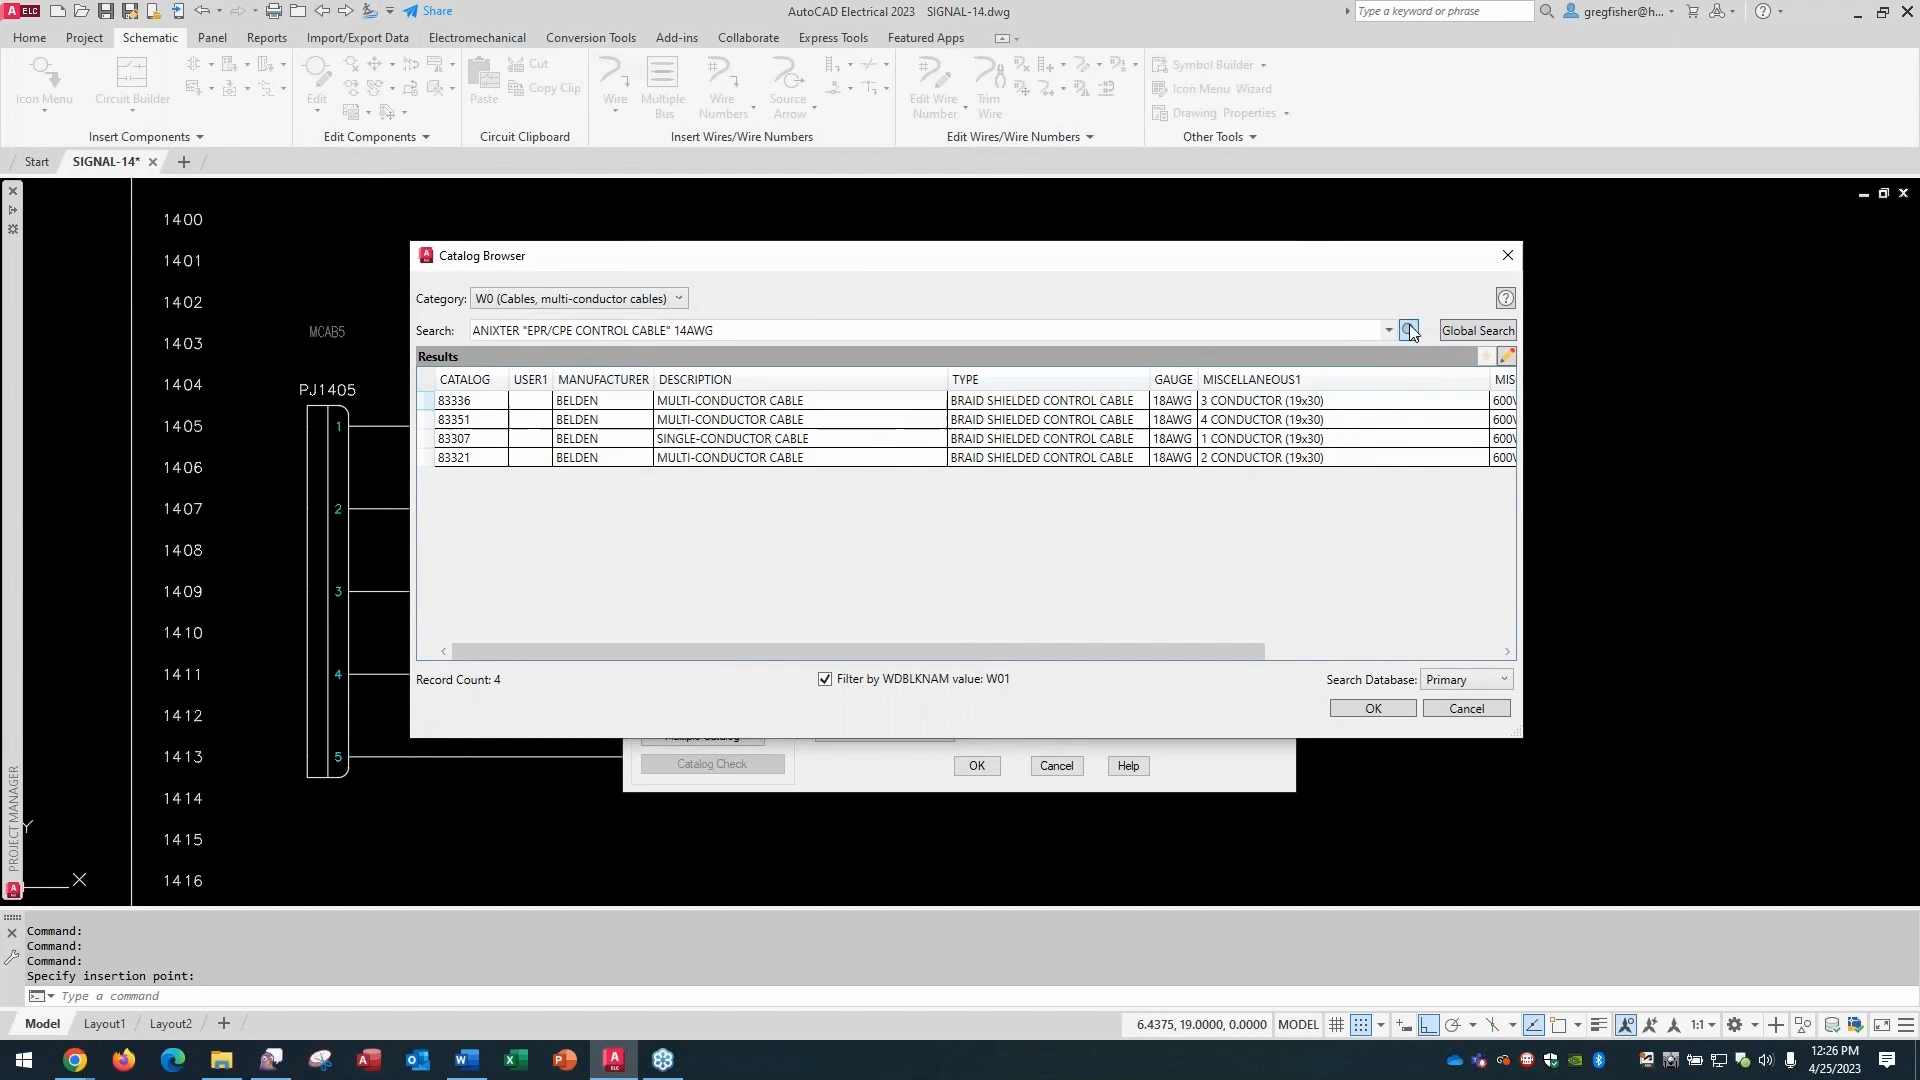 ELC
Share
AutoCAD Electrical 2023 SIGNAL-14.dwg
Type a keyword or phrase
gregfisher@h...
Home Project Schematic Panel Reports Import/Export Data Electromechanical Conversion Tools Add-ins Collaborate Express Tools Featured Apps
Icon Menu
Circuit Builder
Edit
Paste
Cut
Copy Clip
Wire
Multiple Bus
Wire Numbers
Source Arrow
Edit Wire Number
Trim Wire
Symbol Builder
Icon Menu Wizard
Drawing Properties
Insert Components Edit Components Circuit Clipboard Insert Wires/Wire Numbers Edit Wires/Wire Numbers Other Tools
Start SIGNAL-14*
1400
1401
1402
1403
1404
1405
1406
1407
1408
1409
1410
1411
1412
1413
1414
1415
1416
MCAB5
PJ1405
1
2
3
4
5
Y
X
PROJECT MANAGER
Catalog Browser
Category: W0 (Cables, multi-conductor cables)
Search: ANIXTER "EPR/CPE CONTROL CABLE" 14AWG
Global Search
Results
CATALOG USER1 MANUFACTURER DESCRIPTION TYPE GAUGE MISCELLANEOUS1 MIS
83336 BELDEN MULTI-CONDUCTOR CABLE BRAID SHIELDED CONTROL CABLE 18AWG 3 CONDUCTOR (19x30) 600V
83351 BELDEN MULTI-CONDUCTOR CABLE BRAID SHIELDED CONTROL CABLE 18AWG 4 CONDUCTOR (19x30) 600V
83307 BELDEN SINGLE-CONDUCTOR CABLE BRAID SHIELDED CONTROL CABLE 18AWG 1 CONDUCTOR (19x30) 600V
83321 BELDEN MULTI-CONDUCTOR CABLE BRAID SHIELDED CONTROL CABLE 18AWG 2 CONDUCTOR (19x30) 600V
Record Count: 4
Filter by WDBLKNAM value: W01
Search Database: Primary
OK Cancel
Multiple Catalog
Catalog Check
OK Cancel Help
Command:
Command:
Command:
Specify insertion point:
Type a command
Model Layout1 Layout2
6.4375, 19.0000, 0.0000 MODEL
1:1
12:26 PM
4/25/2023